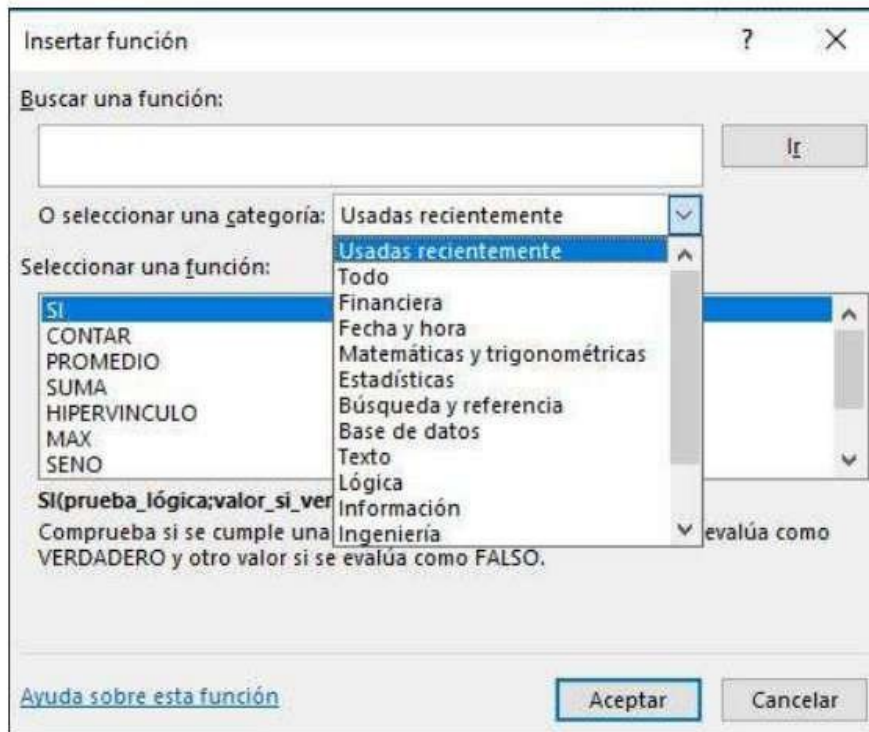 Insertar función
?
Buscar una función:
Ir
O seleccionar una categoría:
Usadas recientemente
Usadas recientemente
Todo
Financiera
Fecha y hora
Matemáticas y trigonométricas
Estadísticas
Búsqueda y referencia
Base de datos
Texto
Lógica
Información
Ingeniería
Seleccionar una función:
SI
CONTAR
PROMEDIO
SUMA
HIPERVINCULO
MAX
SENO
SI(prueba_lógica;valor_si_ver
Comprueba si se cumple una evalúa como
VERDADERO y otro valor si se evalúa como FALSO.
Ayuda sobre esta función
Aceptar
Cancelar